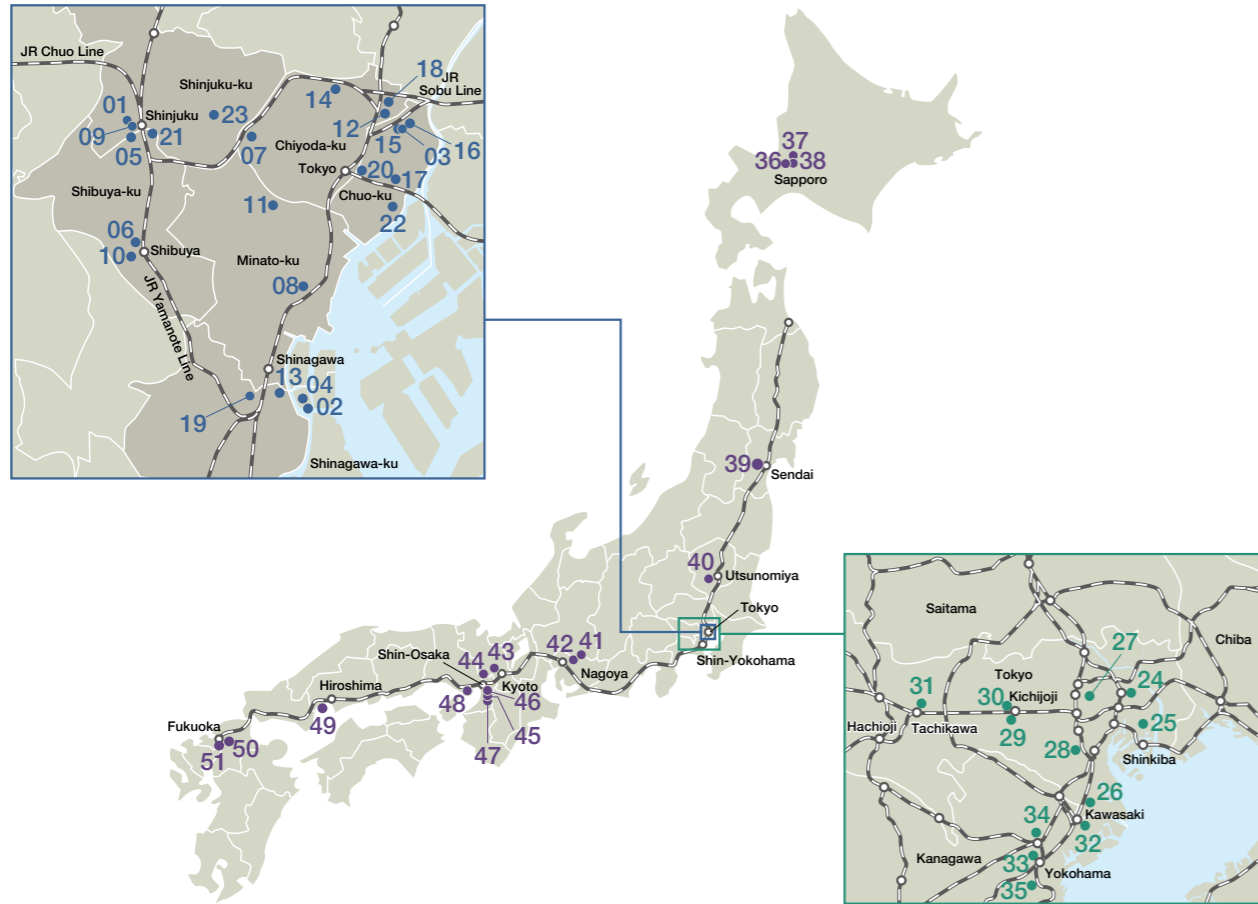 JR Chuo Line
Shinjuku-ku
14
18
JR
Sobu Line
01
Shinjuku
23
12
09
21
Chiyoda-ku
15
16
05
07
03
Tokyo
20
17
Shibuya-ku
Chuo-ku
11
22
06
Shibuya
10
Minato-ku
JR Yamanote Line
08
Shinagawa
13
04
19
02
Shinagawa-ku
37
36
38
Sapporo
39
Sendai
40
Utsunomiya
Tokyo
Shin-Yokohama
Shin-Osaka
44
43
42
41
Nagoya
Kyoto
Hiroshima
48
46
45
47
49
Fukuoka
50
51
Saitama
27
Chiba
Tokyo
24
31
30
Kichijoji
Hachioji
Tachikawa
29
25
28
Shinkiba
26
34
Kawasaki
32
Kanagawa
33
Yokohama
35